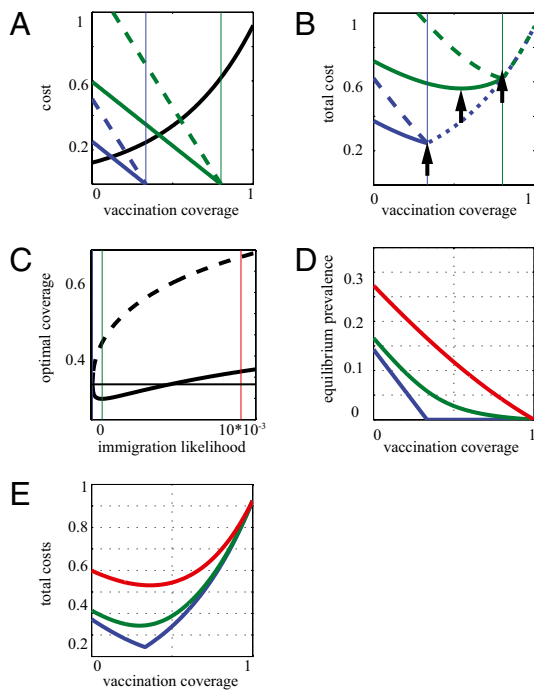 A
1
0.6
0.2
cost
0
1
vaccination coverage
B
1
0.6
0.2
total cost
0
1
vaccination coverage
C
0.6
0.4
optimal coverage
0
10*10-3
immigration likelihood
D
0.3
0.2
0.1
0
equilibrium prevalence
0
1
vaccination coverage
E
1
0.8
0.6
0.4
0.2
total costs
0
1
vaccination coverage